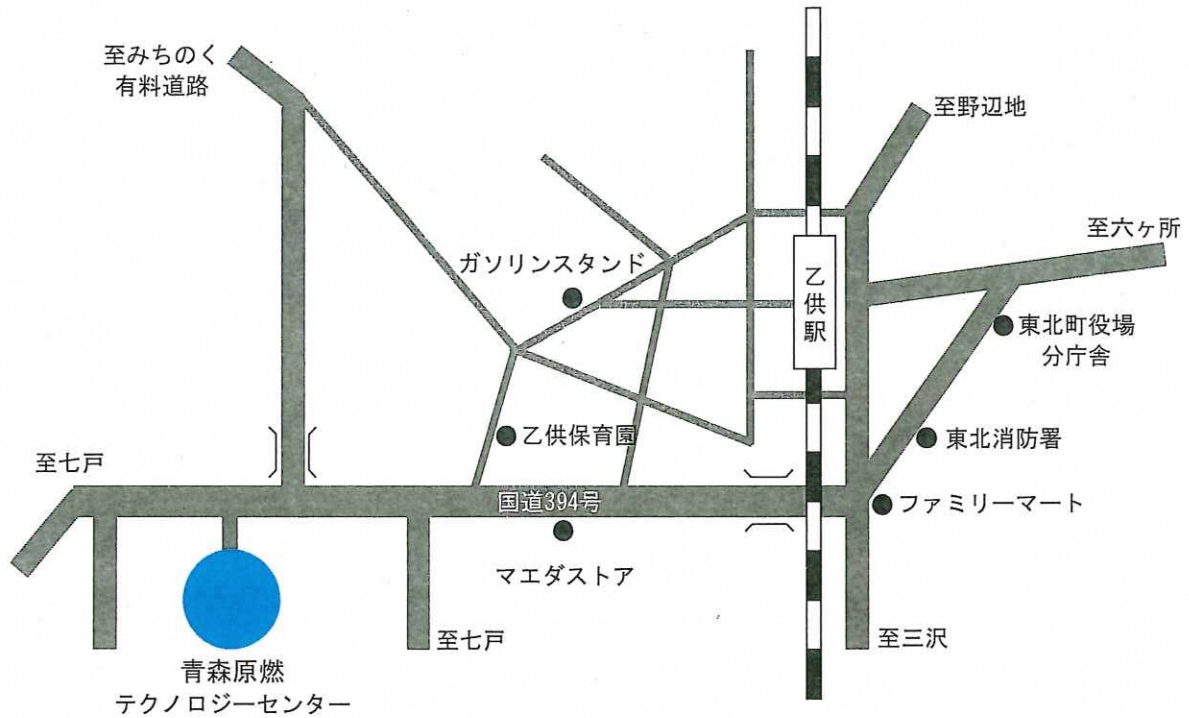 至みちのく
有料道路
至野辺地
至六ヶ所
ガソリンスタンド
乙供駅
東北町役場
分庁舎
乙供保育園
東北消防署
至七戸
国道394号
ファミリーマート
マエダストア
至七戸
至三沢
青森原燃
テクノロジーセンター